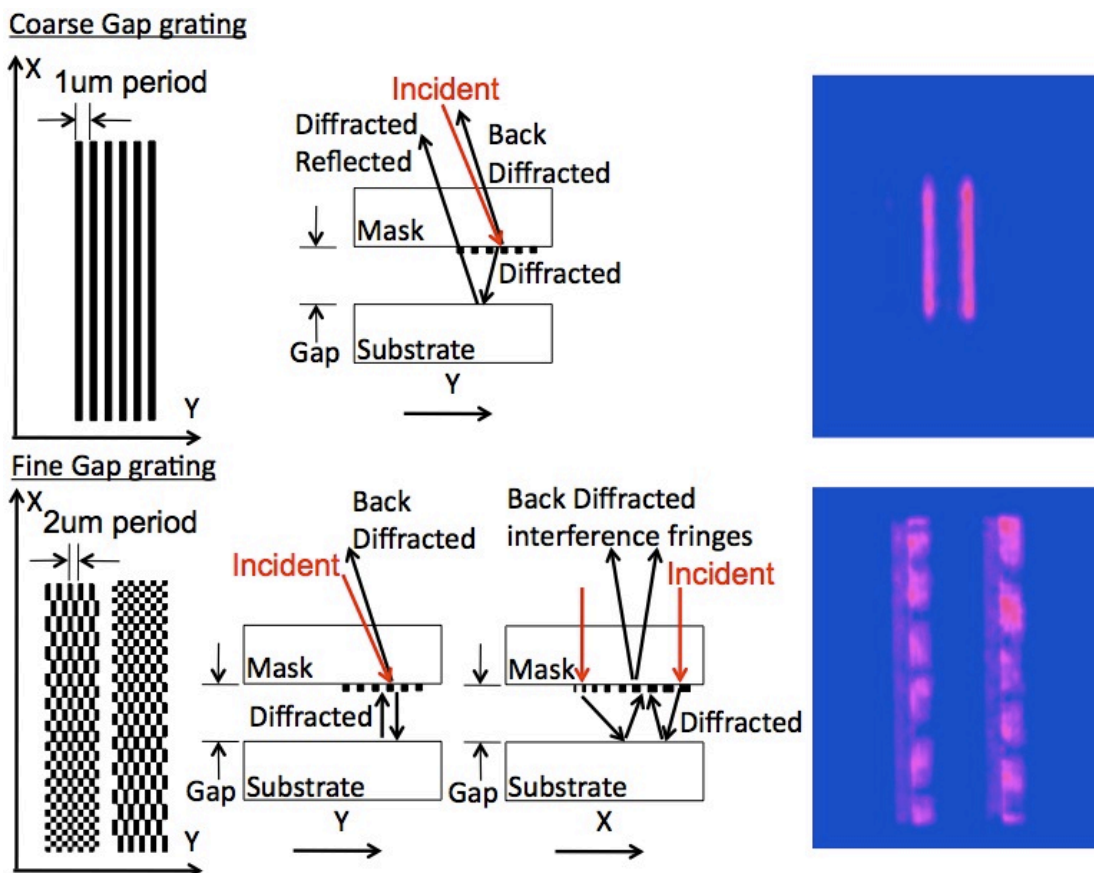 Coarse Gap grating
X
1um period
Y
Incident
Diffracted
Reflected
Back
Diffracted
Mask
Diffracted
Gap
Substrate
Y
Fine Gap grating
X
2um period
Y
Back
Diffracted
Incident
Mask
Diffracted
Gap
Substrate
Y
Back Diffracted
interference fringes
Incident
Mask
Diffracted
Gap
Substrate
X